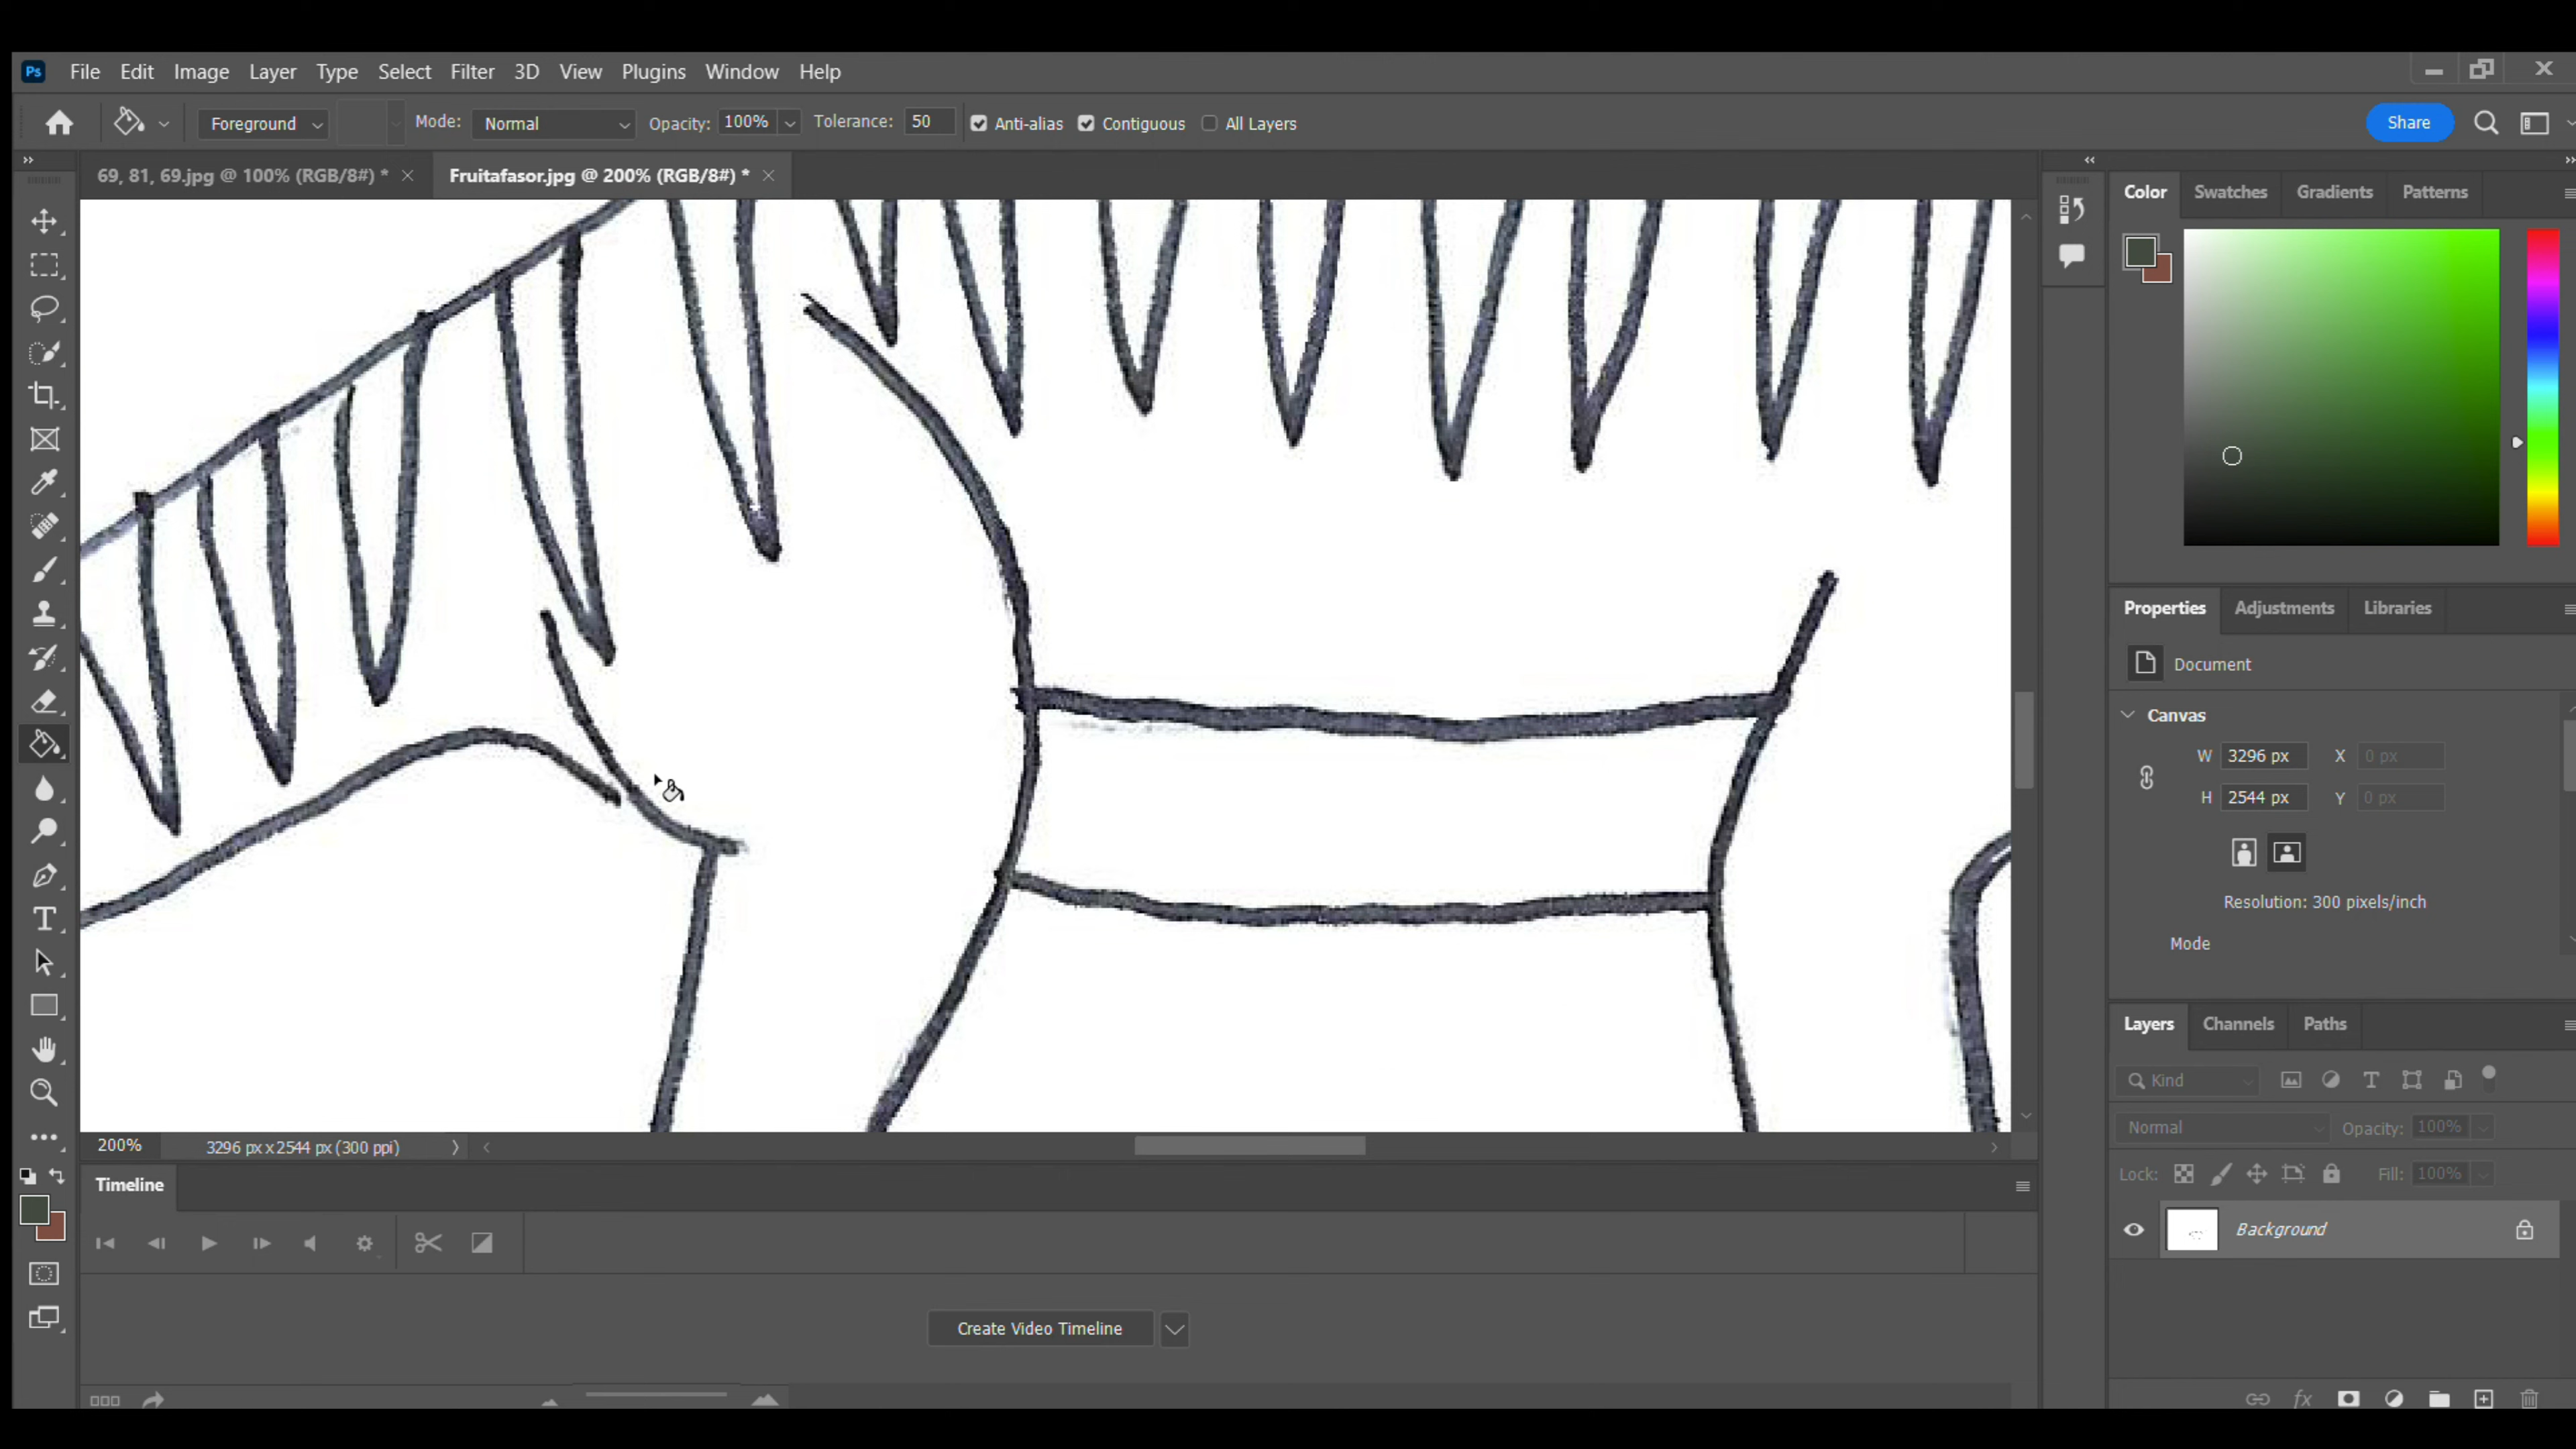 Ps File Edit Image Layer Type Select Filter 3D View Plugins Window Help
Foreground Mode: Normal Opacity: 100% Tolerance: 50 Anti-alias Contiguous All Layers Share
69, 81, 69.jpg @ 100% (RGB/8#) * Fruitafasor.jpg @ 200% (RGB/8#) *
Color Swatches Gradients Patterns
Properties Adjustments Libraries
Document
Canvas
W 3296 px X 0 px
H 2544 px Y 0 px
Resolution: 300 pixels/inch
Mode
Layers Channels Paths
Kind
Normal Opacity: 100%
Lock: Fill: 100%
Background
200% 3296 px x 2544 px (300 ppi)
Timeline
Create Video Timeline